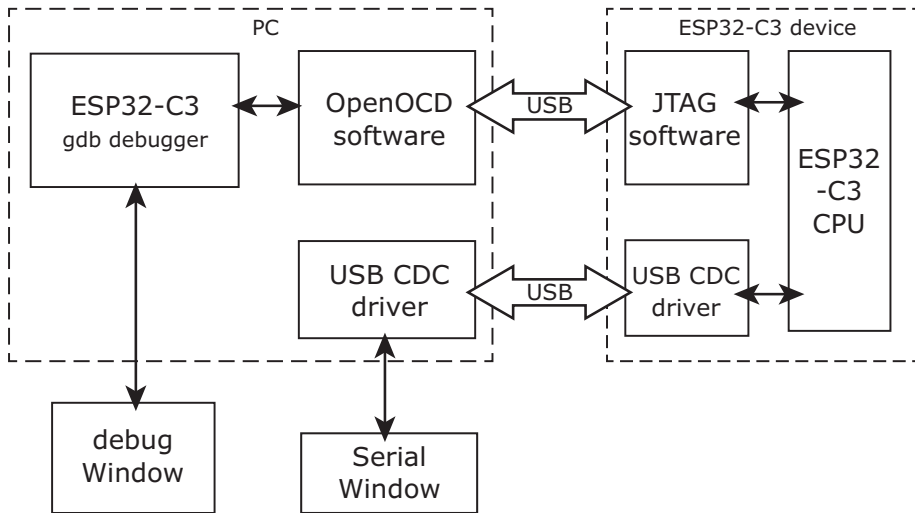 PC
ESP32-C3 device
ESP32-C3
gdb debugger
OpenOCD
software
USB
JTAG
software
ESP32
-C3
CPU
USB CDC
driver
USB
USB CDC
driver
debug
Window
Serial
Window